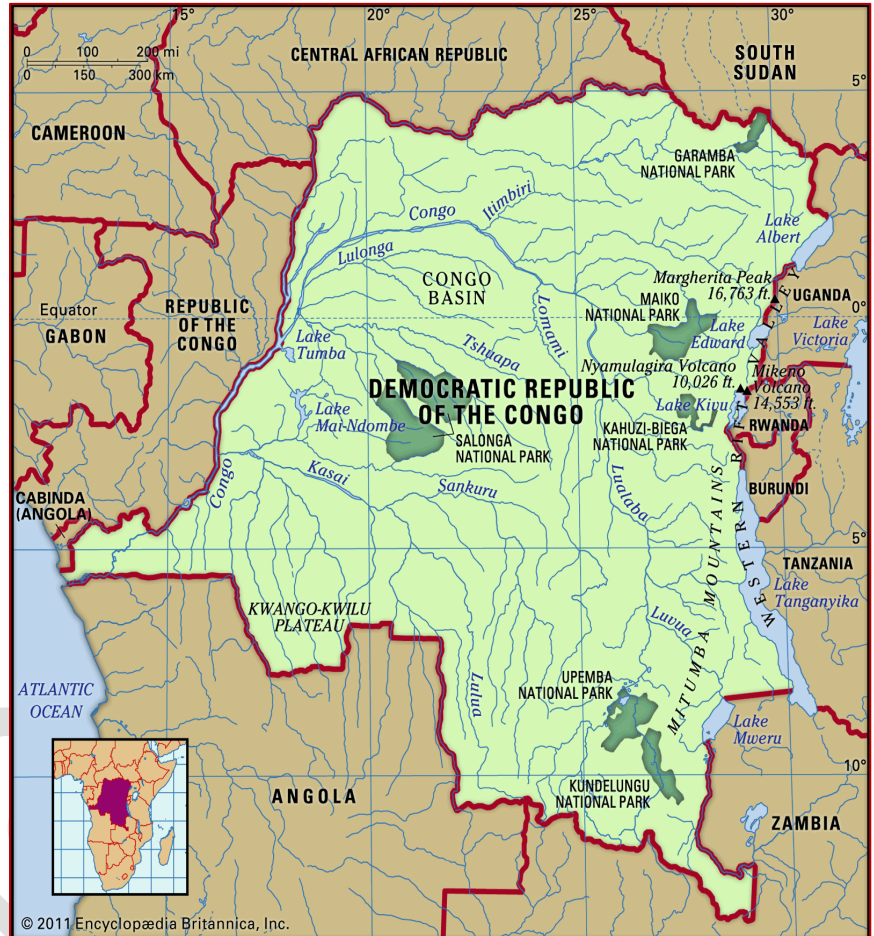 15°
20°
25°
30°
0 100 200 mi
0 150 300 km
CENTRAL AFRICAN REPUBLIC
SOUTH
SUDAN
5°
CAMEROON
GARAMBA
NATIONAL PARK
Congo
Itimbiri
Lulonga
Lake
Albert
CONGO
BASIN
Margherita Peak
16,763 ft.
UGANDA
Equator
0°
GABON
REPUBLIC
OF THE
CONGO
MAIKO
NATIONAL PARK
Lomami
Lake
Edward
Lake
Victoria
Lake
Tumba
Tshuapa
Nyamulagira Volcano
10,026 ft.
Mikeno
Volcano
14,553 ft.
DEMOCRATIC REPUBLIC
OF THE CONGO
Lake
Mai-Ndombe
Lake Kivu
RWANDA
SALONGA
NATIONAL PARK
KAHUZI-BIEGA
NATIONAL PARK
Congo
Kasai
Sankuru
Lualaba
BURUNDI
CABINDA
(ANGOLA)
5°
WESTERN RIFT VALLEY
TANZANIA
Lake
Tanganyika
KWANGO-KWILU
PLATEAU
Luvua
MITUMBA MOUNTAINS
Lulua
UPEMBA
NATIONAL PARK
ATLANTIC
OCEAN
Lake
Mweru
10°
KUNDELUNGU
NATIONAL PARK
ANGOLA
ZAMBIA
© 2011 Encyclopædia Britannica, Inc.